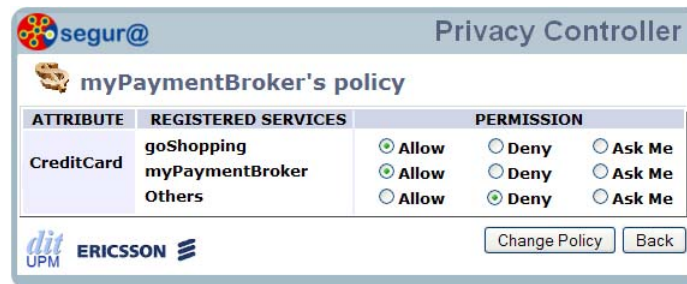 segur@ Privacy Controller
myPaymentBroker's policy
ATTRIBUTE REGISTERED SERVICES PERMISSION
goShopping Allow Deny Ask Me
CreditCard myPaymentBroker Allow Deny Ask Me
Others Allow Deny Ask Me
dit UPM ERICSSON Change Policy Back